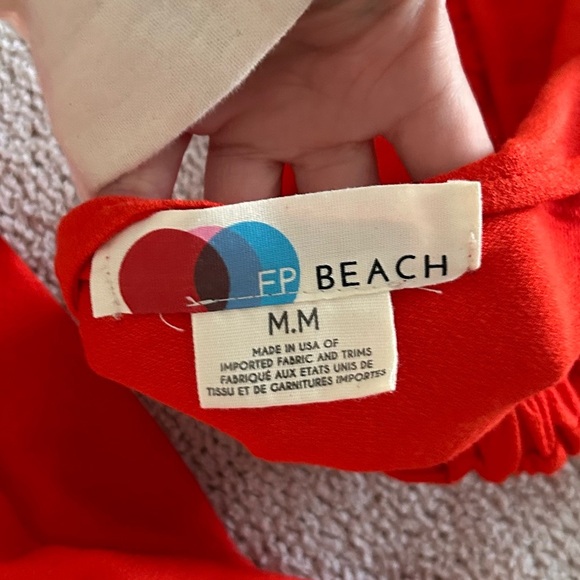 FP BEACH
M.M
MADE IN USA OF
IMPORTED FABRIC AND TRIMS
FABRIQUÉ AUX ETATS UNIS DE
TISSU ET DE GARNITURES IMPORTES